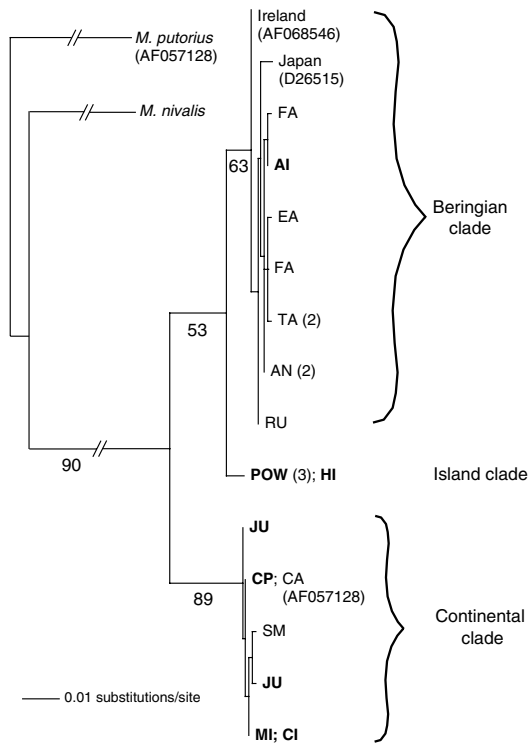 Ireland
(AF068546)
M. putorius
(AF057128)
Japan
(D26515)
M. nivalis
FA
63
AI
Beringian
clade
EA
FA
53
TA (2)
AN (2)
RU
90
POW (3); HI
Island clade
JU
CP; CA
(AF057128)
89
Continental
clade
SM
JU
0.01 substitutions/site
MI; CI